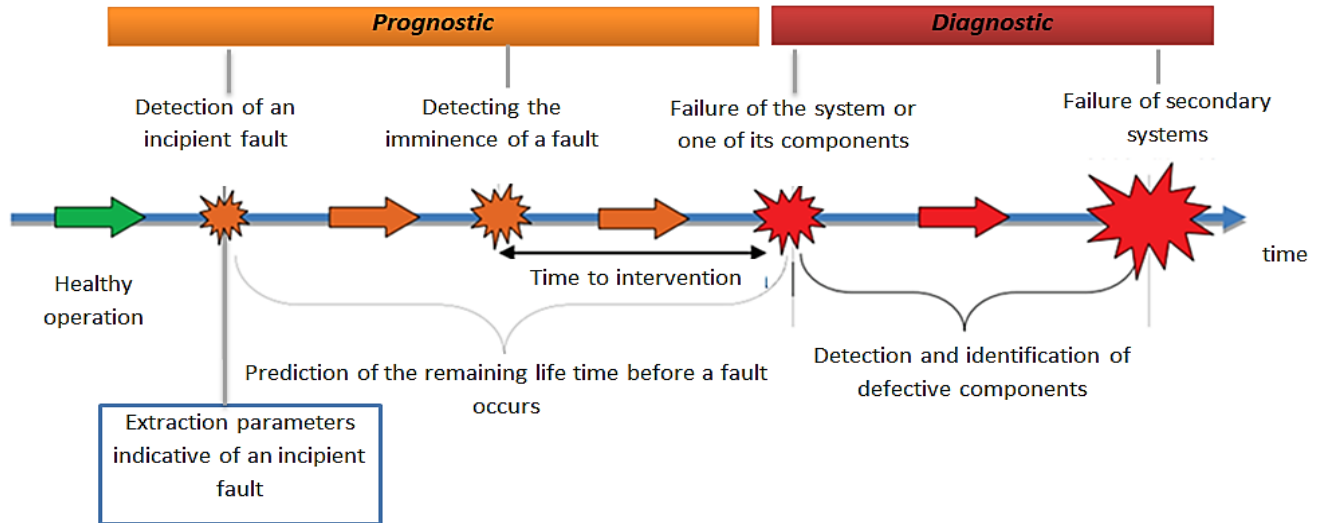 Prognostic
Diagnostic
Detection of an
incipient fault
Detecting the
imminence of a fault
Failure of the system or
one of its components
Failure of secondary
systems
time
Healthy
operation
Time to intervention
Prediction of the remaining life time before a fault
occurs
Detection and identification of
defective components
Extraction parameters
indicative of an incipient
fault